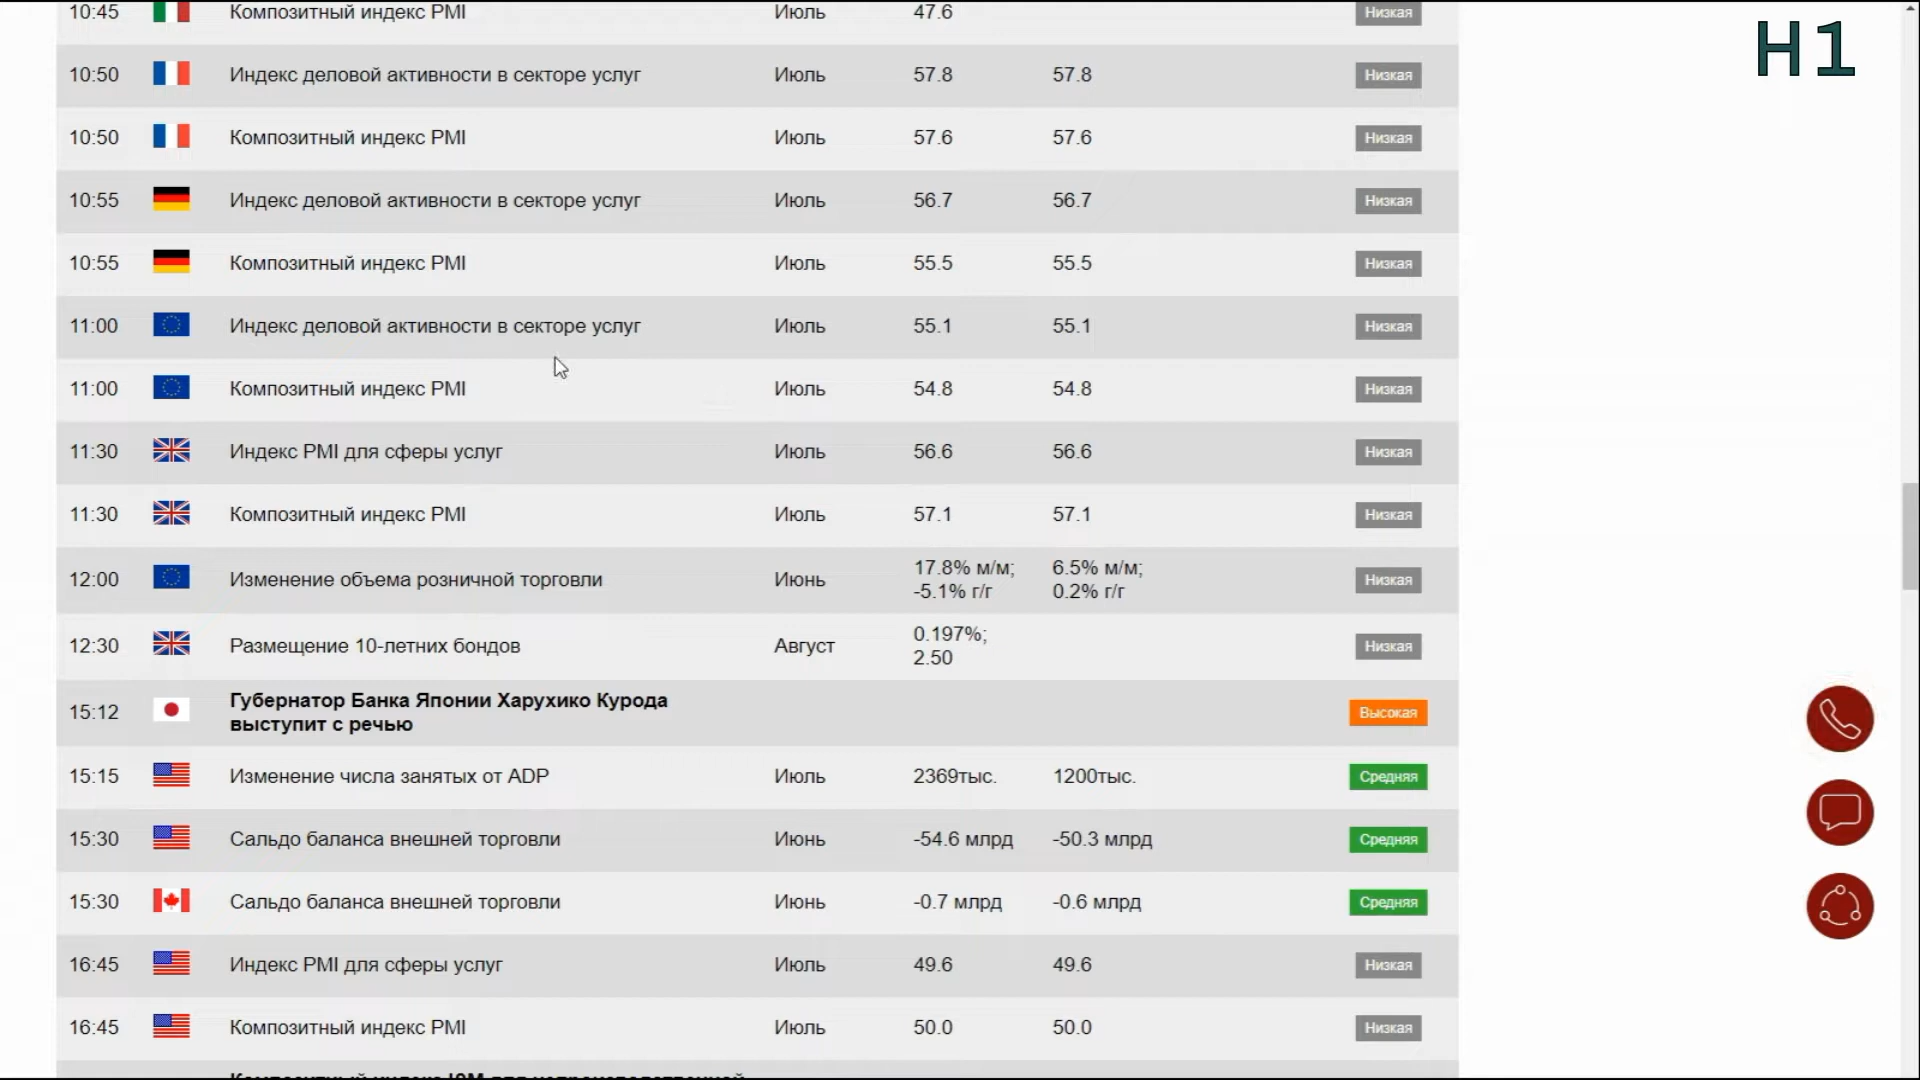 10:45 Композитный индекс PMI Июль 47.6 Низкая
H1
10:50 Индекс деловой активности в секторе услуг Июль 57.8 57.8 Низкая
10:50 Композитный индекс PMI Июль 57.6 57.6 Низкая
10:55 Индекс деловой активности в секторе услуг Июль 56.7 56.7 Низкая
10:55 Композитный индекс PMI Июль 55.5 55.5 Низкая
11:00 Индекс деловой активности в секторе услуг Июль 55.1 55.1 Низкая
11:00 Композитный индекс PMI Июль 54.8 54.8 Низкая
11:30 Индекс PMI для сферы услуг Июль 56.6 56.6 Низкая
11:30 Композитный индекс PMI Июль 57.1 57.1 Низкая
12:00 Изменение объема розничной торговли Июнь 17.8% м/м; 6.5% м/м; Низкая
-5.1% г/г 0.2% г/г
12:30 Размещение 10-летних бондов Август 0.197%; Низкая
2.50
15:12 Губернатор Банка Японии Харухико Курода Высокая
выступит с речью
15:15 Изменение числа занятых от ADP Июль 2369тыс. 1200тыс. Средняя
15:30 Сальдо баланса внешней торговли Июнь -54.6 млрд -50.3 млрд Средняя
15:30 Сальдо баланса внешней торговли Июнь -0.7 млрд -0.6 млрд Средняя
16:45 Индекс PMI для сферы услуг Июль 49.6 49.6 Низкая
16:45 Композитный индекс PMI Июль 50.0 50.0 Низкая